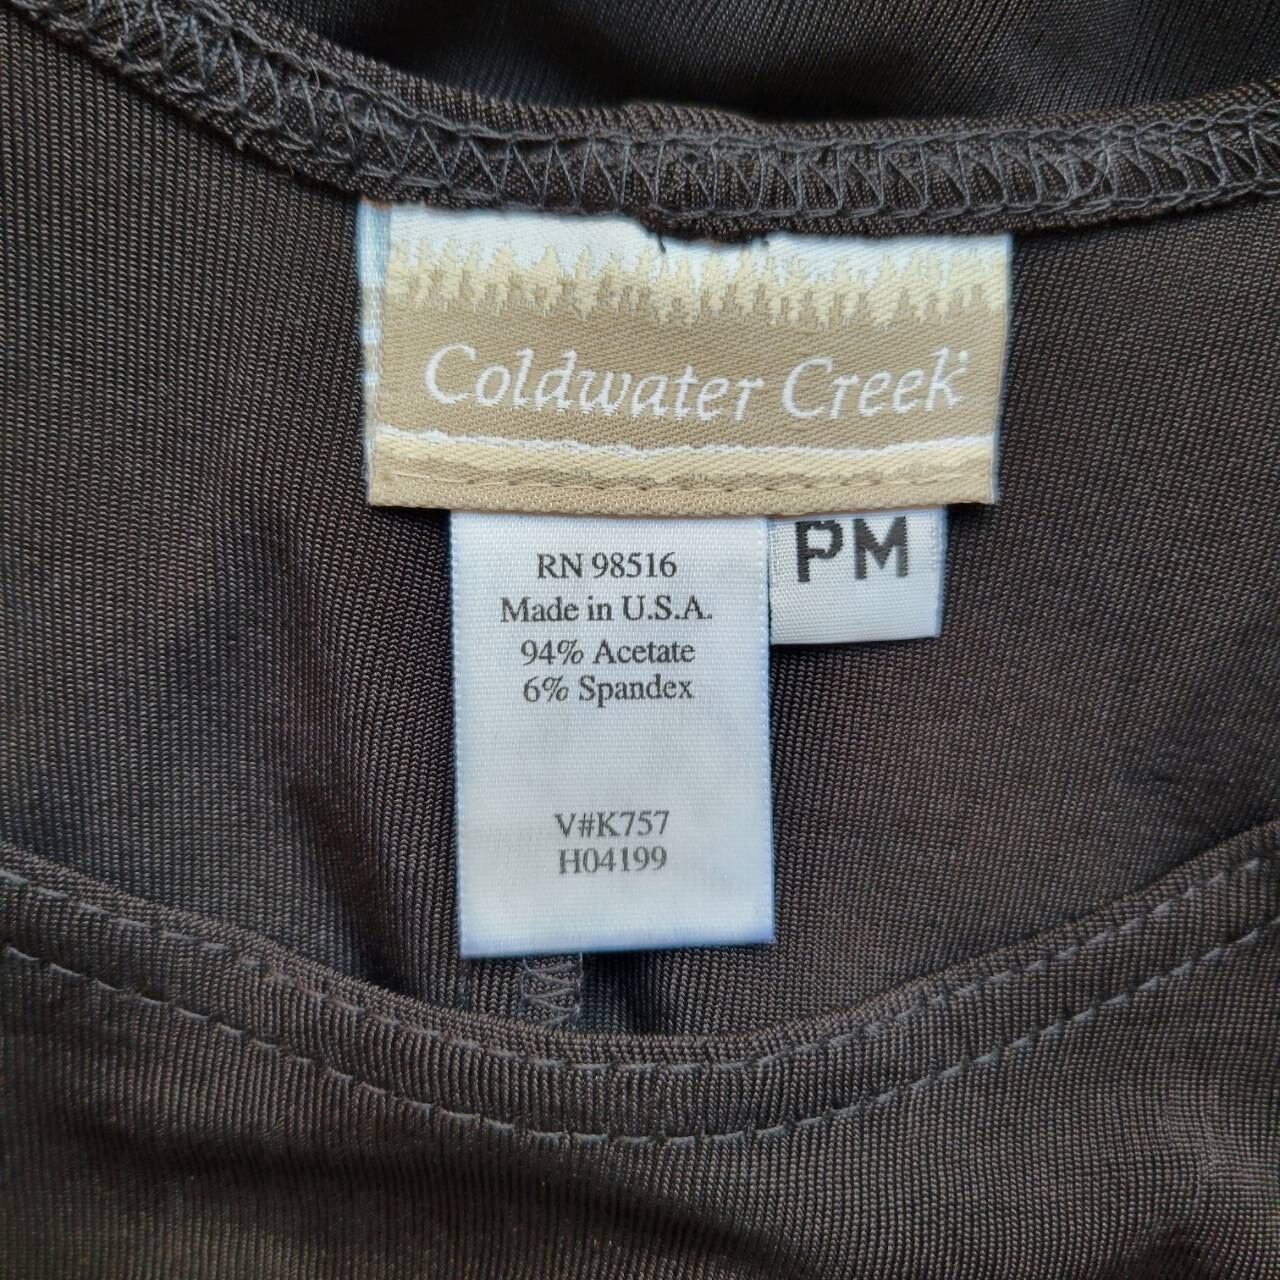 Coldwater Creek
PM
RN 98516
Made in U.S.A.
94% Acetate
6% Spandex
V#K757
H04199